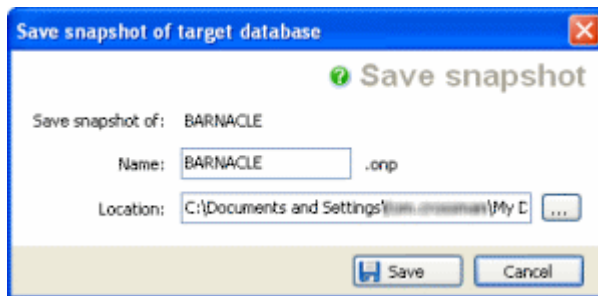 Save snapshot of target database
Save snapshot
Save snapshot of: BARNACLE
Name: BARNACLE .onp
Location: C:\Documents and Settings\ \My D ...
Save Cancel